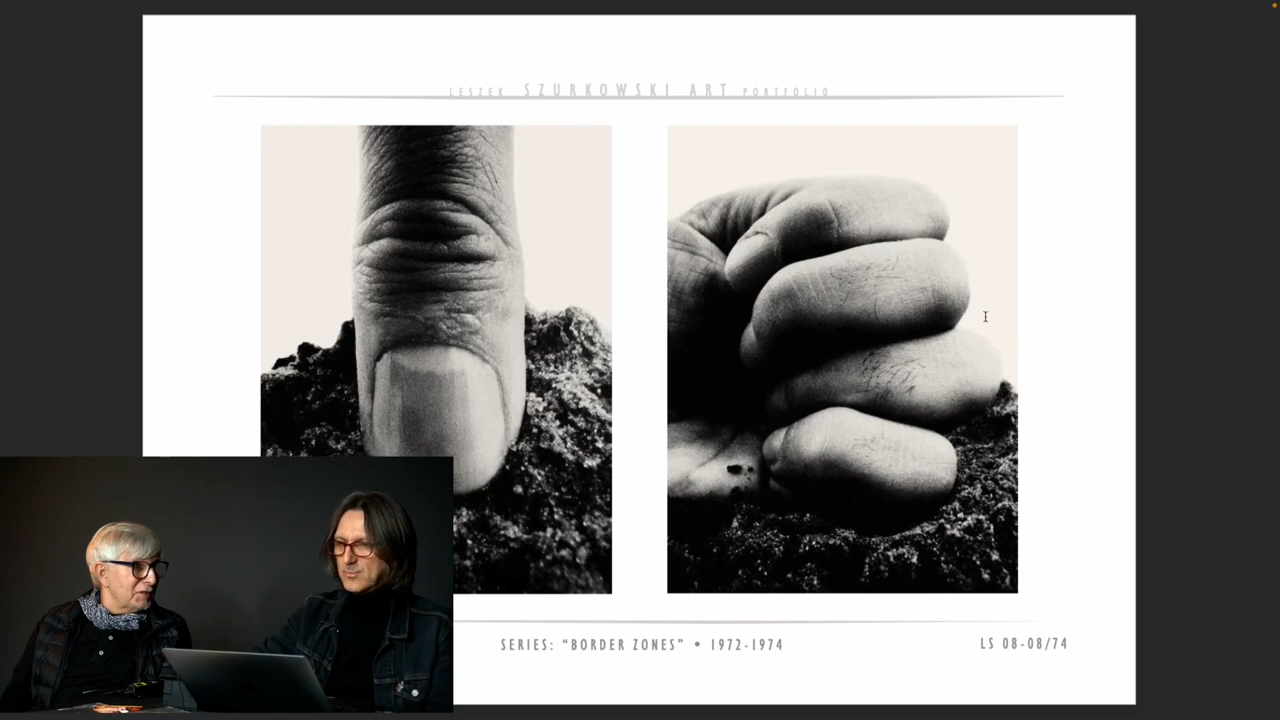 LESZEK SZURKOWSKI ART PORTFOLIO
SERIES: “BORDER ZONES” • 1972-1974
LS 08-08/74